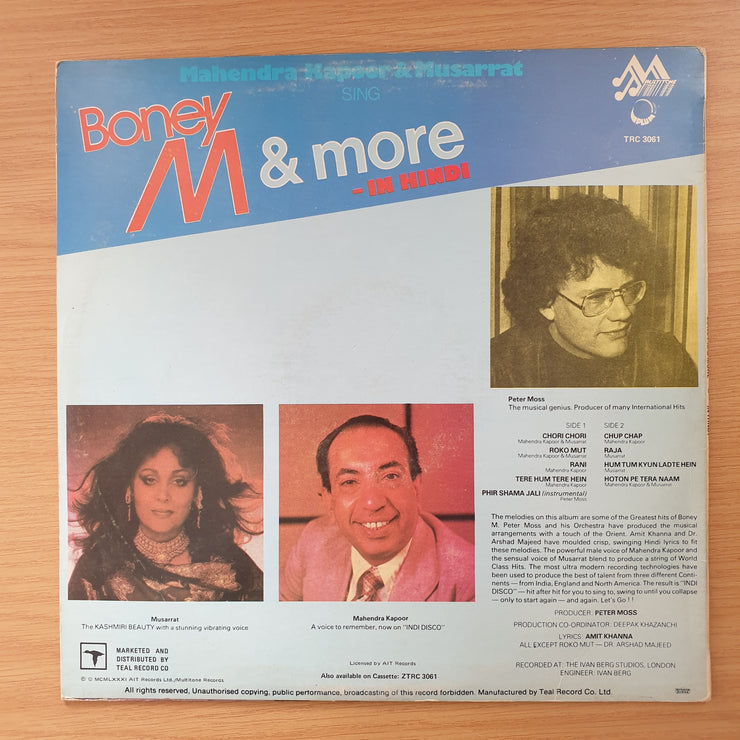 Mahendra Kapoor & Musarrat
SING
Boney M & more
– IN HINDI
MULTITONE
TRC 3061
Peter Moss
The musical genius. Producer of many International Hits
SIDE 1
CHORI CHORI
Mahendra Kapoor & Musarrat
ROKO MUT
Mahendra Kapoor & Musarrat
RANI
Mahendra Kapoor
TERE HUM TERE HEIN
Mahendra Kapoor
PHIR SHAMA JALI (instrumental)
Peter Moss
SIDE 2
CHUP CHAP
Mahendra Kapoor
RAJA
Musarrat
HUM TUM KYUN LADTE HEIN
Musarrat
HOTON PE TERA NAAM
Mahendra Kapoor & Musarrat
The melodies on this album are some of the Greatest hits of Boney
M. Peter Moss and his Orchestra have produced the musical
arrangements with a touch of the Orient. Amit Khanna and Dr.
Arshad Majeed have moulded crisp, swinging Hindi lyrics to fit
these melodies. The powerful male voice of Mahendra Kapoor and
the sensual voice of Musarrat blend to produce a string of World
Class Hits. The most ultra modern recording technologies have
been used to produce the best of talent from three different Conti-
nents — from India, England and North America. The result is "INDI
DISCO" — hit after hit for you to sing to, swing to until you collapse
— only to start again — and again. Let's Go!!
PRODUCER: PETER MOSS
PRODUCTION CO-ORDINATOR: DEEPAK KHAZANCHI
LYRICS: AMIT KHANNA
ALL EXCEPT ROKO MUT — DR. ARSHAD MAJEED
RECORDED AT: THE IVAN BERG STUDIOS, LONDON
ENGINEER: IVAN BERG
Musarrat
The KASHMIRI BEAUTY with a stunning vibrating voice
Mahendra Kapoor
A voice to remember, now on "INDI DISCO"
MARKETED AND
DISTRIBUTED BY
TEAL RECORD CO
℗ © MCMLXXXI AIT Records Ltd./Multitone Records
Licensed by AIT Records
Also available on Cassette: ZTRC 3061
All rights reserved, Unauthorised copying, public performance, broadcasting of this record forbidden. Manufactured by Teal Record Co. Ltd.